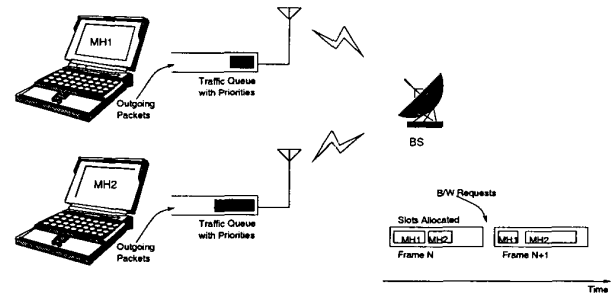 MH1
Traffic Queue
with Priorities
Outgoing
Packets
BS
MH2
Traffic Queue
with Priorities
Outgoing
Packets
B/W Requests
Slots Allocated
MH1 MH2
MH1 MH2
Frame N
Frame N+1
Time